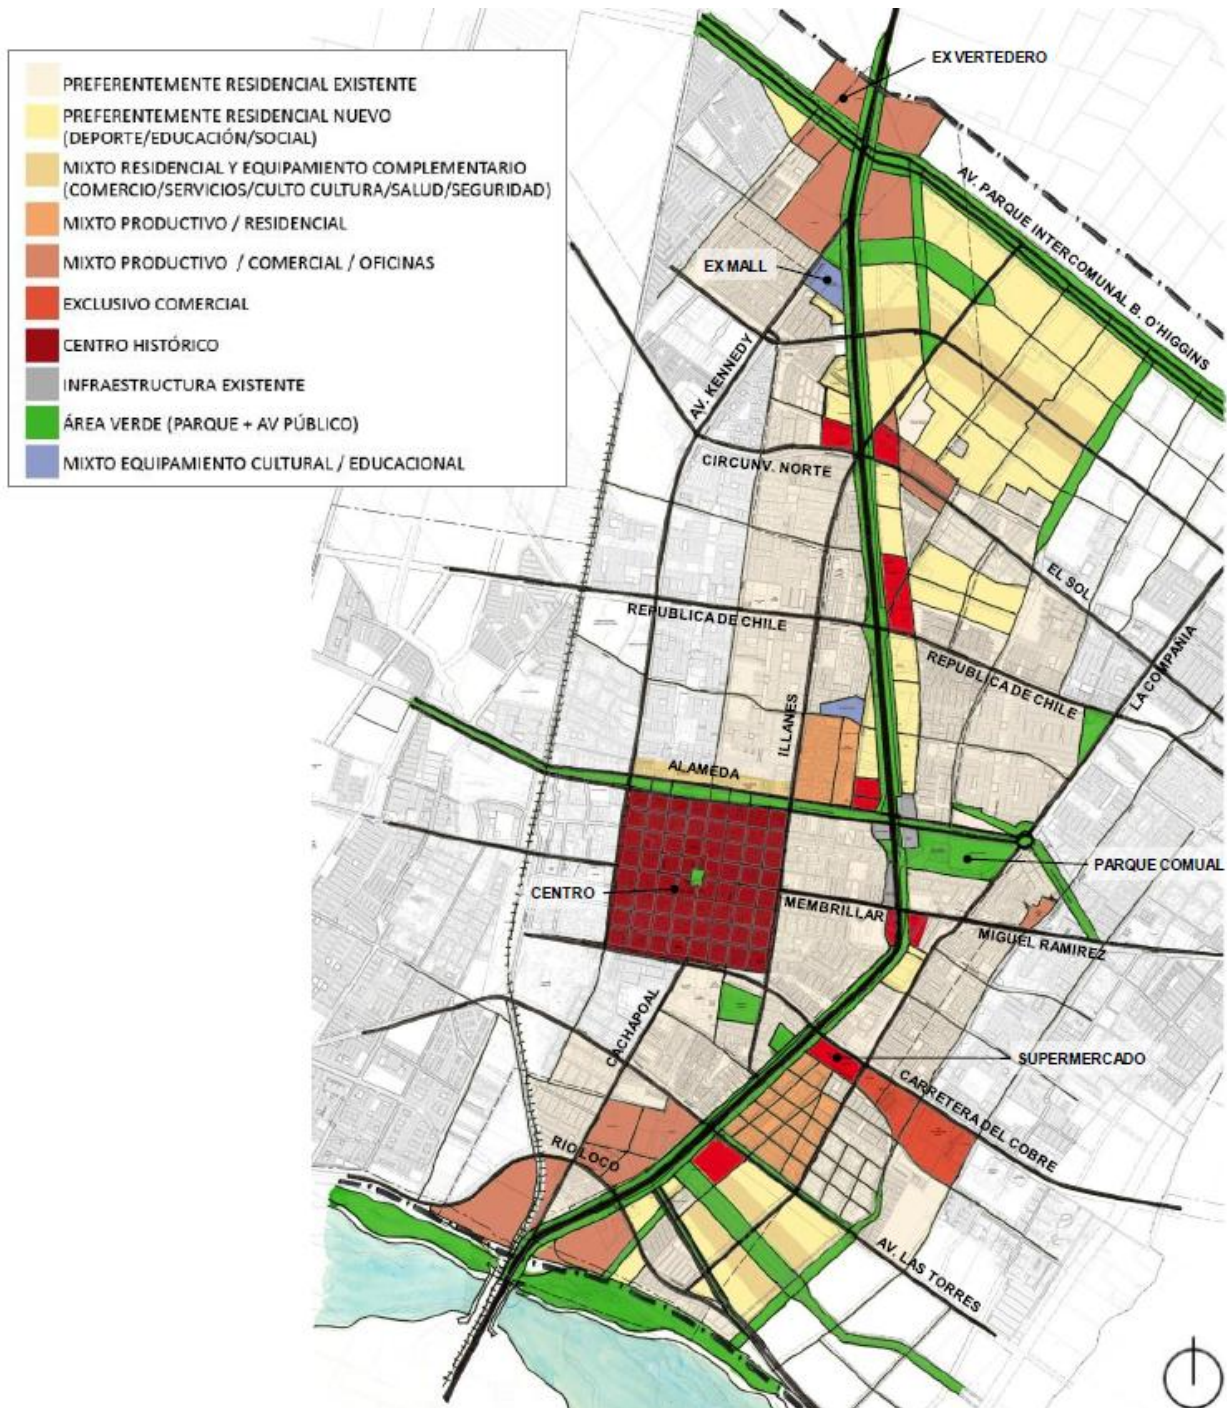 PREFERENTEMENTE RESIDENCIAL EXISTENTE
PREFERENTEMENTE RESIDENCIAL NUEVO
(DEPORTE/EDUCACIÓN/SOCIAL)
MIXTO RESIDENCIAL Y EQUIPAMIENTO COMPLEMENTARIO
(COMERCIO/SERVICIOS/CULTO CULTURA/SALUD/SEGURIDAD)
MIXTO PRODUCTIVO / RESIDENCIAL
MIXTO PRODUCTIVO / COMERCIAL / OFICINAS
EXCLUSIVO COMERCIAL
CENTRO HISTÓRICO
INFRAESTRUCTURA EXISTENTE
ÁREA VERDE (PARQUE + AV PÚBLICO)
MIXTO EQUIPAMIENTO CULTURAL / EDUCACIONAL
EX VERTEDERO
AV. PARQUE INTERCOMUNAL B. O'HIGGINS
EX MALL
AV. KENNEDY
CIRCUNV. NORTE
EL SOL
REPUBLICA DE CHILE
LA COMPAÑIA
REPUBLICA DE CHILE
ILLANES
ALAMEDA
PARQUE COMUAL
CENTRO
MEMBRILLAR
MIGUEL RAMIREZ
CACHAPOAL
SUPERMERCADO
CARRETERA DEL COBRE
RIO LOCO
AV. LAS TORRES